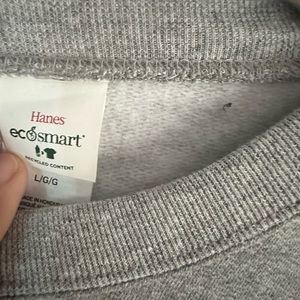 Hanes
ecosmart
RECYCLED CONTENT
L/G/G